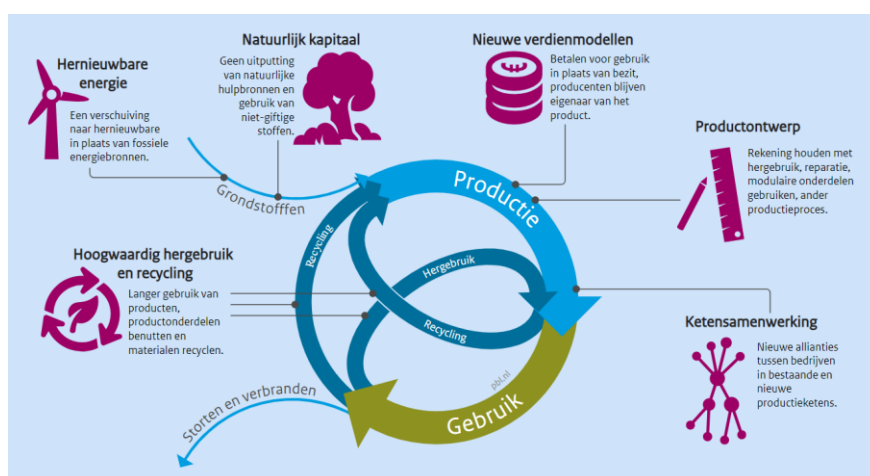 Hernieuwbare
energie
Een verschuiving
naar hernieuwbare
in plaats van fossiele
energiebronnen.
Natuurlijk kapitaal
Geen uitputting
van natuurlijke
hulpbronnen en
gebruik van
niet-giftige
stoffen.
Nieuwe verdienmodellen
Betalen voor gebruik
in plaats van bezit,
producenten blijven
eigenaar van het
product.
Productontwerp
Rekening houden met
hergebruik, reparatie,
modulaire onderdelen
gebruiken, ander
productieproces.
Grondstofffen
Productie
Recycling
Hergebruik
Recycling
Hoogwaardig hergebruik
en recycling
Langer gebruik van
producten,
productonderdelen
benutten en
materialen recyclen.
Ketensamenwerking
Nieuwe allianties
tussen bedrijven
in bestaande en
nieuwe
productieketens.
pbl.nl
Gebruik
Storten en verbranden